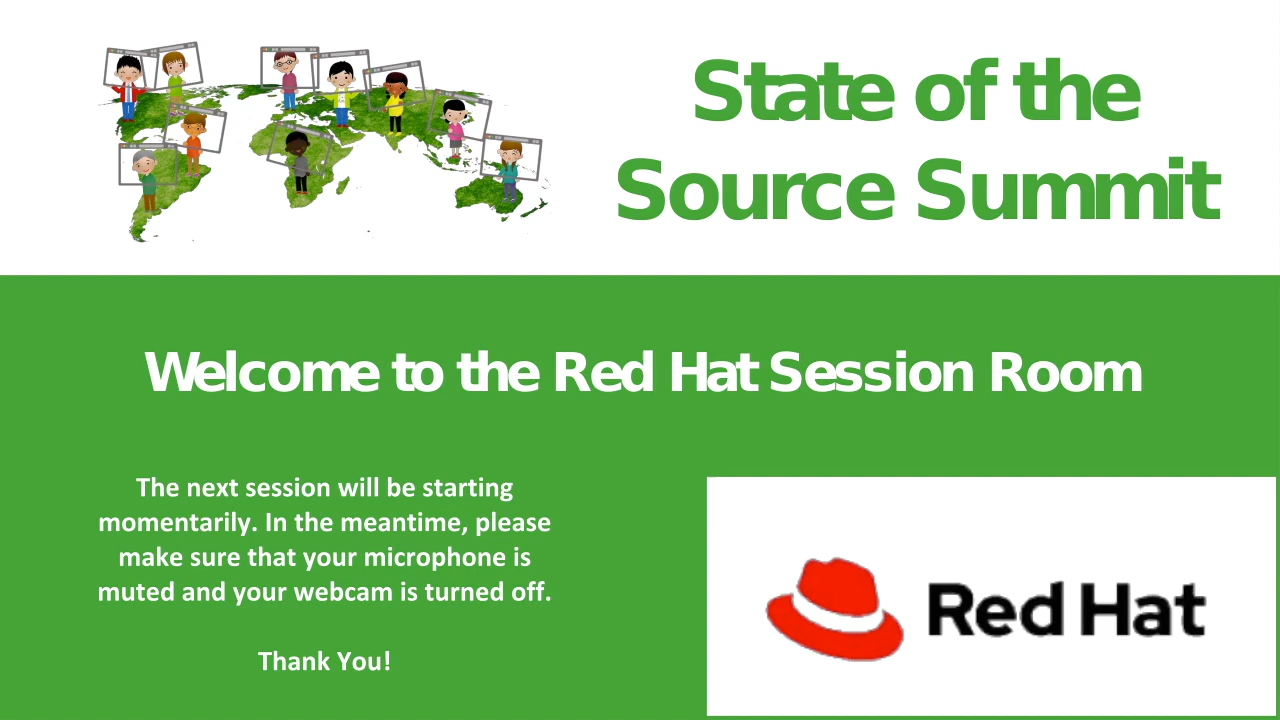 State of the
Source Summit
Welcome to the Red Hat Session Room
The next session will be starting
momentarily. In the meantime, please
make sure that your microphone is
muted and your webcam is turned off.
Thank You!
Red Hat